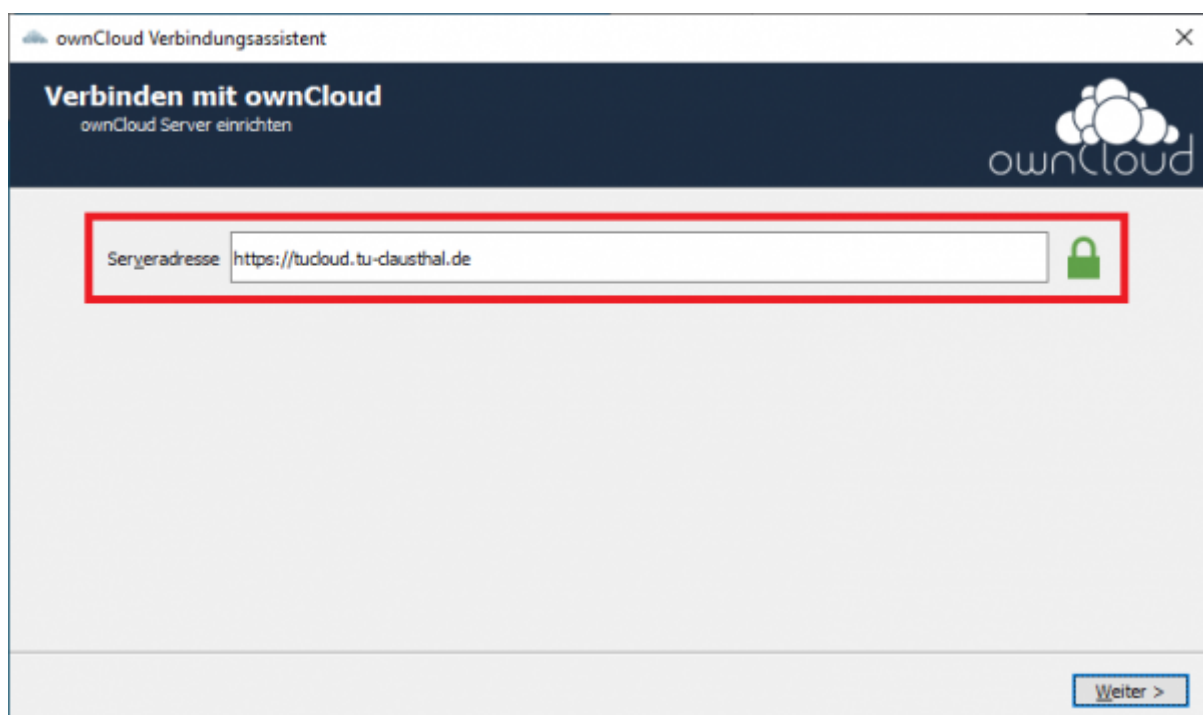 ownCloud Verbindungsassistent
Verbinden mit ownCloud
ownCloud Server einrichten
ownCloud
Serveradresse https://tucloud.tu-clausthal.de
Weiter >